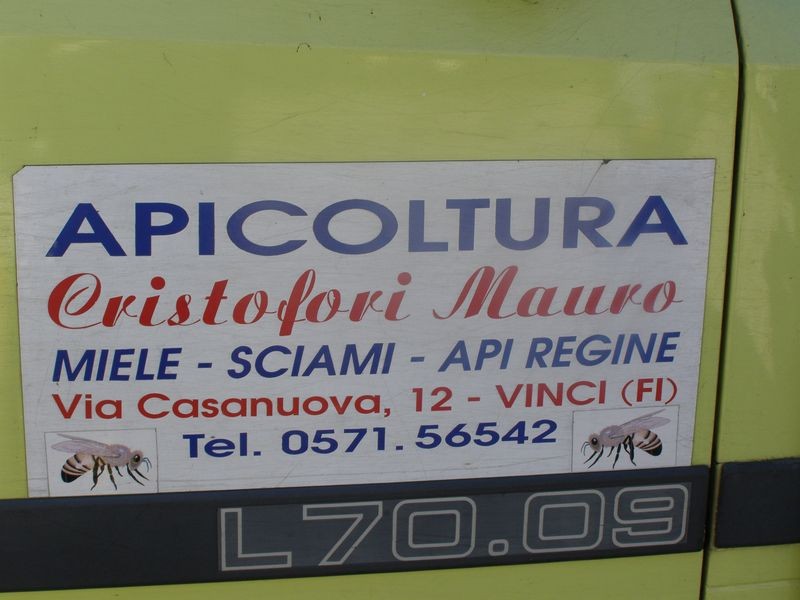 APICOLTURA
Cristofori Mauro
MIELE - SCIAMI - API REGINE
Via Casanuova, 12 - VINCI (FI)
Tel. 0571. 56542
L70.09